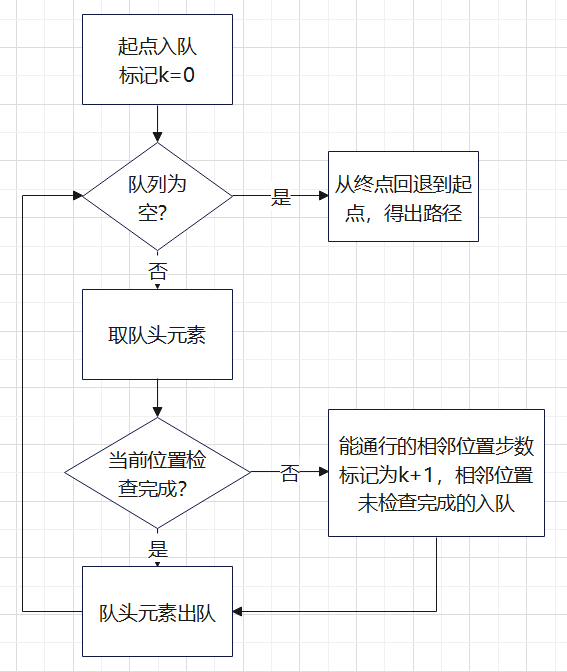 起点入队
标记k=0
队列为
空?
是
从终点回退到起
点，得出路径
否
取队头元素
当前位置检
查完成？
否
能通行的相邻位置步数
标记为k+1，相邻位置
未检查完成的入队
是
队头元素出队